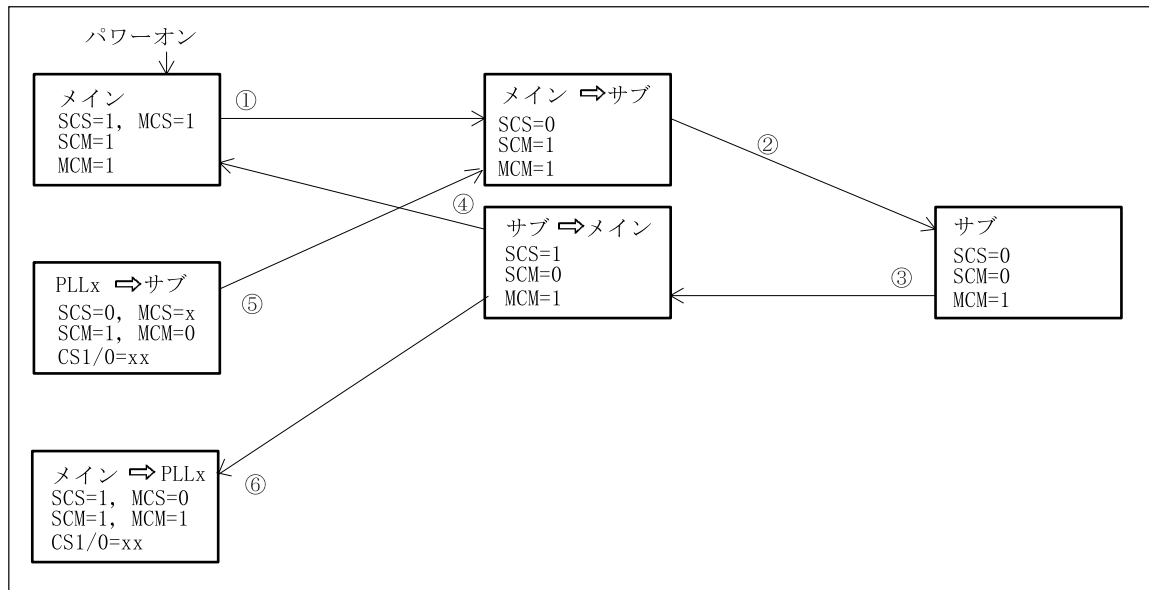 パワーオン
メイン
SCS=1, MCS=1
SCM=1
MCM=1
①
メイン ⇨サブ
SCS=0
SCM=1
MCM=1
②
④
サブ ⇨メイン
SCS=1
SCM=0
MCM=1
③
サブ
SCS=0
SCM=0
MCM=1
PLLx ⇨サブ
SCS=0, MCS=x
SCM=1, MCM=0
CS1/0=xx
⑤
メイン ⇨PLLx
SCS=1, MCS=0
SCM=1, MCM=1
CS1/0=xx
⑥